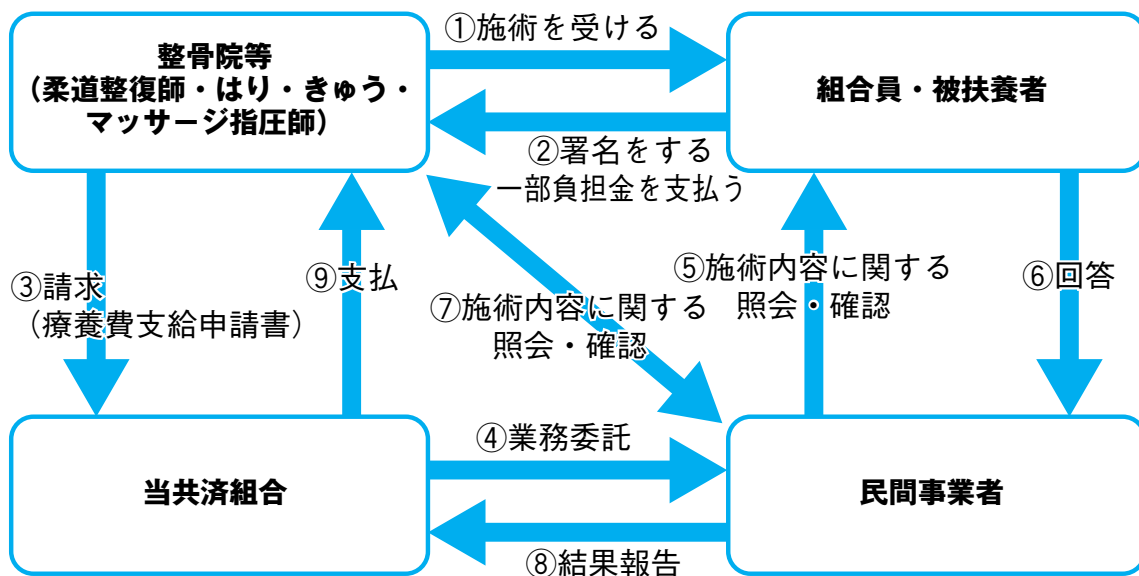 ①施術を受ける
整骨院等
（柔道整復師・はり・きゅう・
マッサージ指圧師）
組合員・被扶養者
②署名をする
一部負担金を支払う
③請求
（療養費支給申請書）
⑨支払
⑦施術内容に関する
照会・確認
⑤施術内容に関する
照会・確認
⑥回答
④業務委託
当共済組合
民間事業者
⑧結果報告